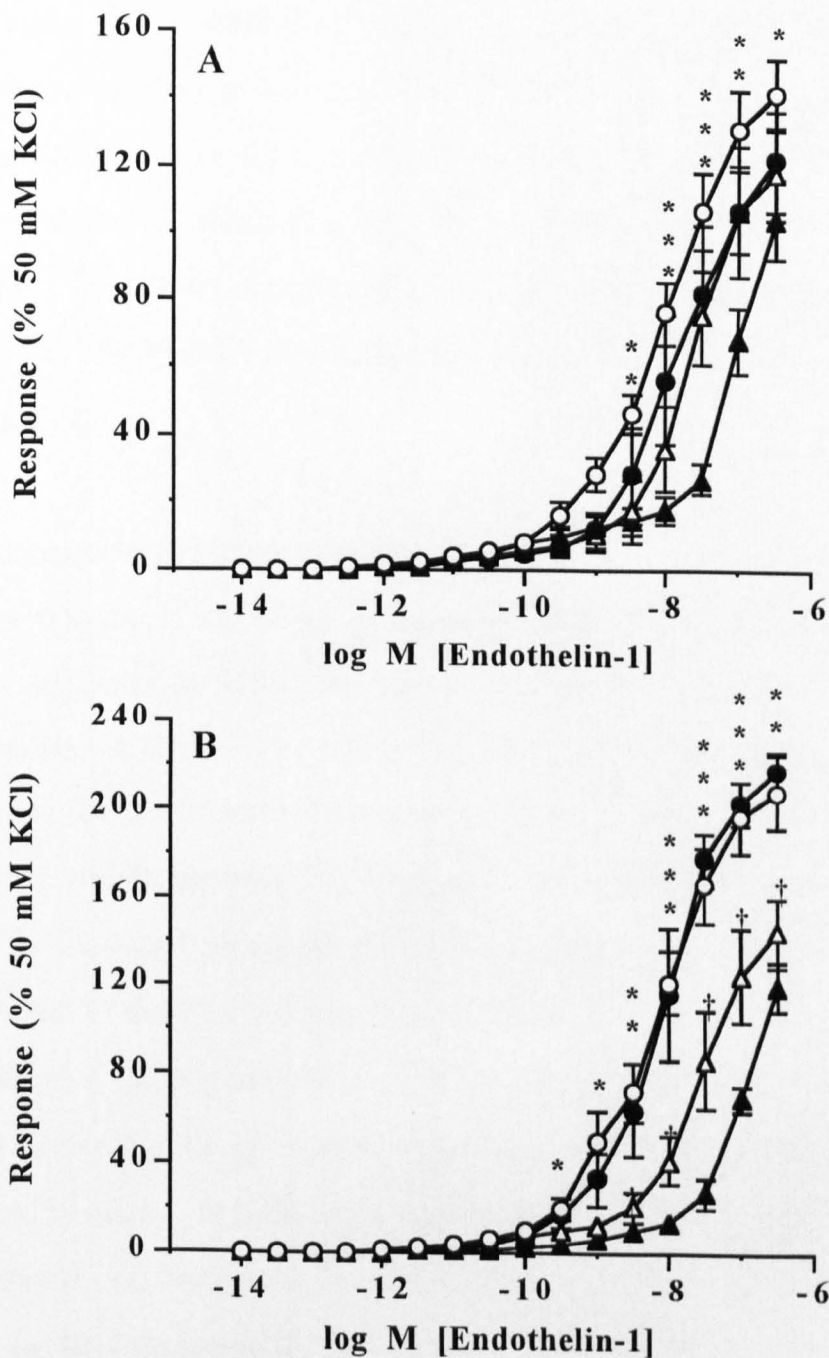 160
A
120
80
40
0
Response (% 50 mM KCl)
-14 -12 -10 -8 -6
log M [Endothelin-1]
* * * * * * * * * * *
240
B
200
160
120
80
40
0
Response (% 50 mM KCl)
-14 -12 -10 -8 -6
log M [Endothelin-1]
* * * * * * * * * * * * * * *
† † † † †